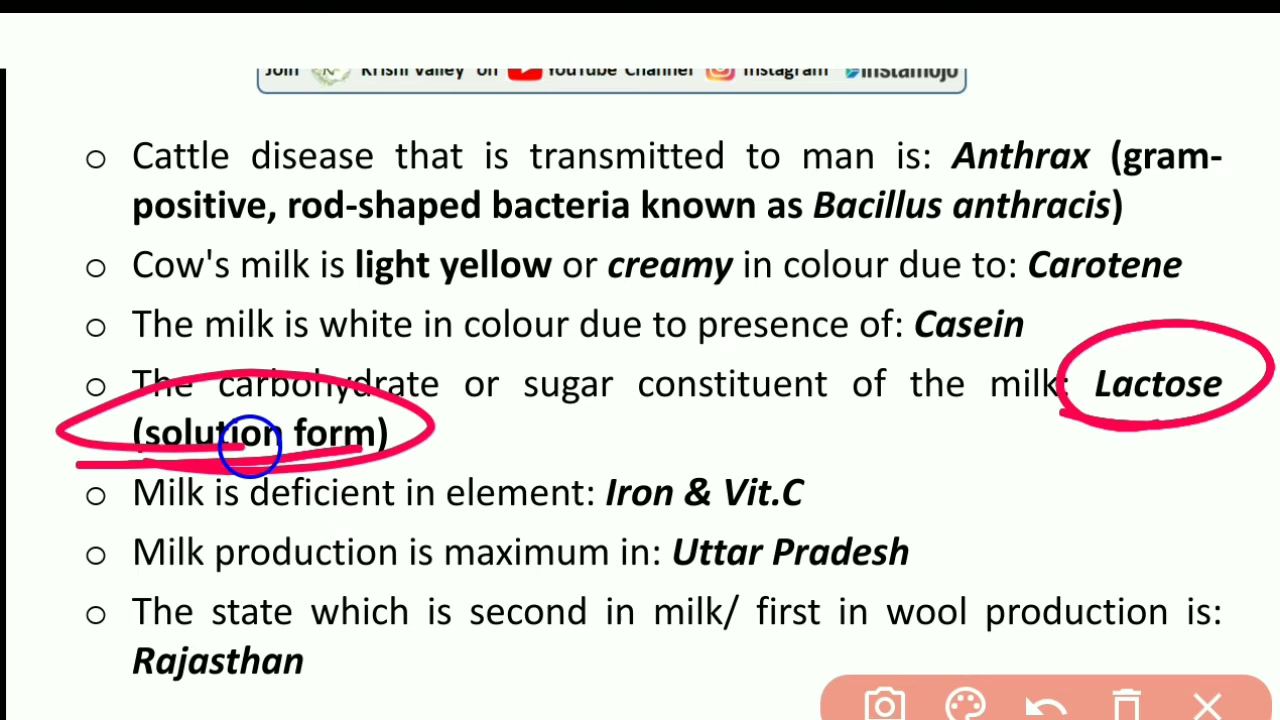 Join Krishi Valley on YouTube Channel Instagram instamojo
o Cattle disease that is transmitted to man is: Anthrax (gram-
positive, rod-shaped bacteria known as Bacillus anthracis)
o Cow's milk is light yellow or creamy in colour due to: Carotene
o The milk is white in colour due to presence of: Casein
o The carbohydrate or sugar constituent of the milk: Lactose
(solution form)
o Milk is deficient in element: Iron & Vit.C
o Milk production is maximum in: Uttar Pradesh
o The state which is second in milk/ first in wool production is:
Rajasthan